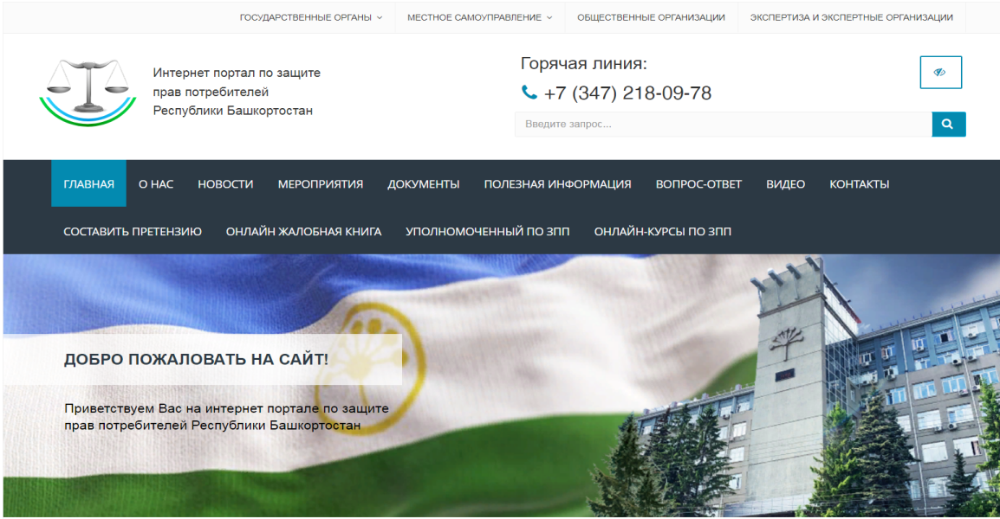 ГОСУДАРСТВЕННЫЕ ОРГАНЫ МЕСТНОЕ САМОУПРАВЛЕНИЕ ОБЩЕСТВЕННЫЕ ОРГАНИЗАЦИИ ЭКСПЕРТИЗА И ЭКСПЕРТНЫЕ ОРГАНИЗАЦИИ
Интернет портал по защите
прав потребителей
Республики Башкортостан
Горячая линия:
+7 (347) 218-09-78
Введите запрос...
ГЛАВНАЯ О НАС НОВОСТИ МЕРОПРИЯТИЯ ДОКУМЕНТЫ ПОЛЕЗНАЯ ИНФОРМАЦИЯ ВОПРОС-ОТВЕТ ВИДЕО КОНТАКТЫ
СОСТАВИТЬ ПРЕТЕНЗИЮ ОНЛАЙН ЖАЛОБНАЯ КНИГА УПОЛНОМОЧЕННЫЙ ПО ЗПП ОНЛАЙН-КУРСЫ ПО ЗПП
ДОБРО ПОЖАЛОВАТЬ НА САЙТ!
Приветствуем Вас на интернет портале по защите
прав потребителей Республики Башкортостан